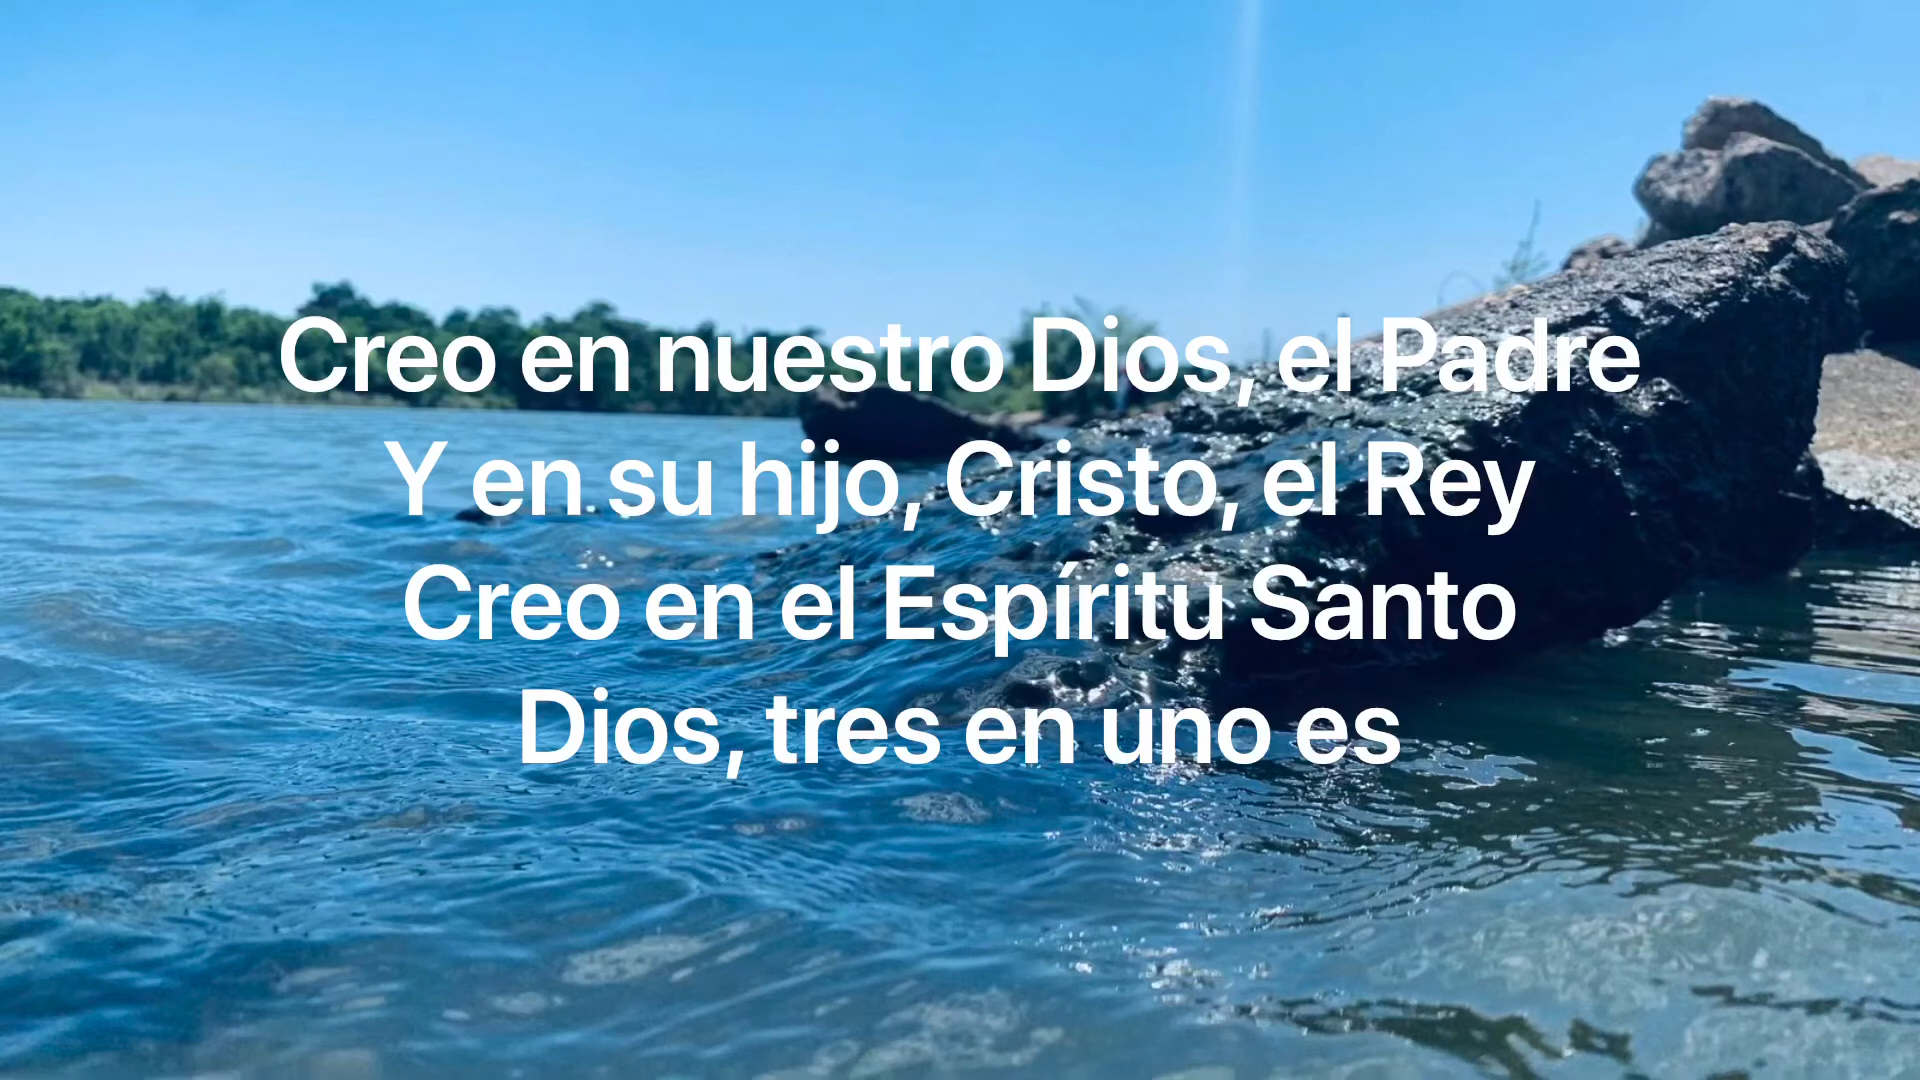 Creo en nuestro Dios, el Padre
Y en su hijo, Cristo, el Rey
Creo en el Espíritu Santo
Dios, tres en uno es